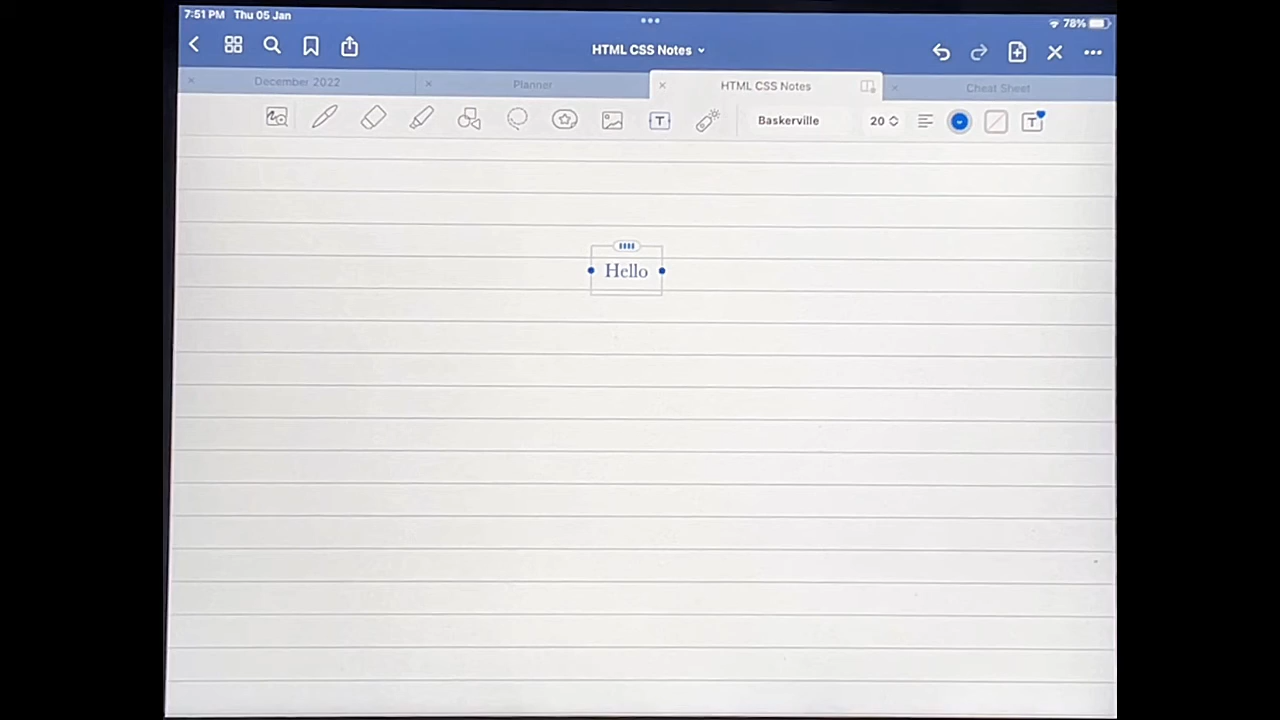 7:51 PM Thu 05 Jan
78%
HTML CSS Notes
December 2022
Planner
HTML CSS Notes
Cheat Sheet
T
Baskerville
20
T
Hello